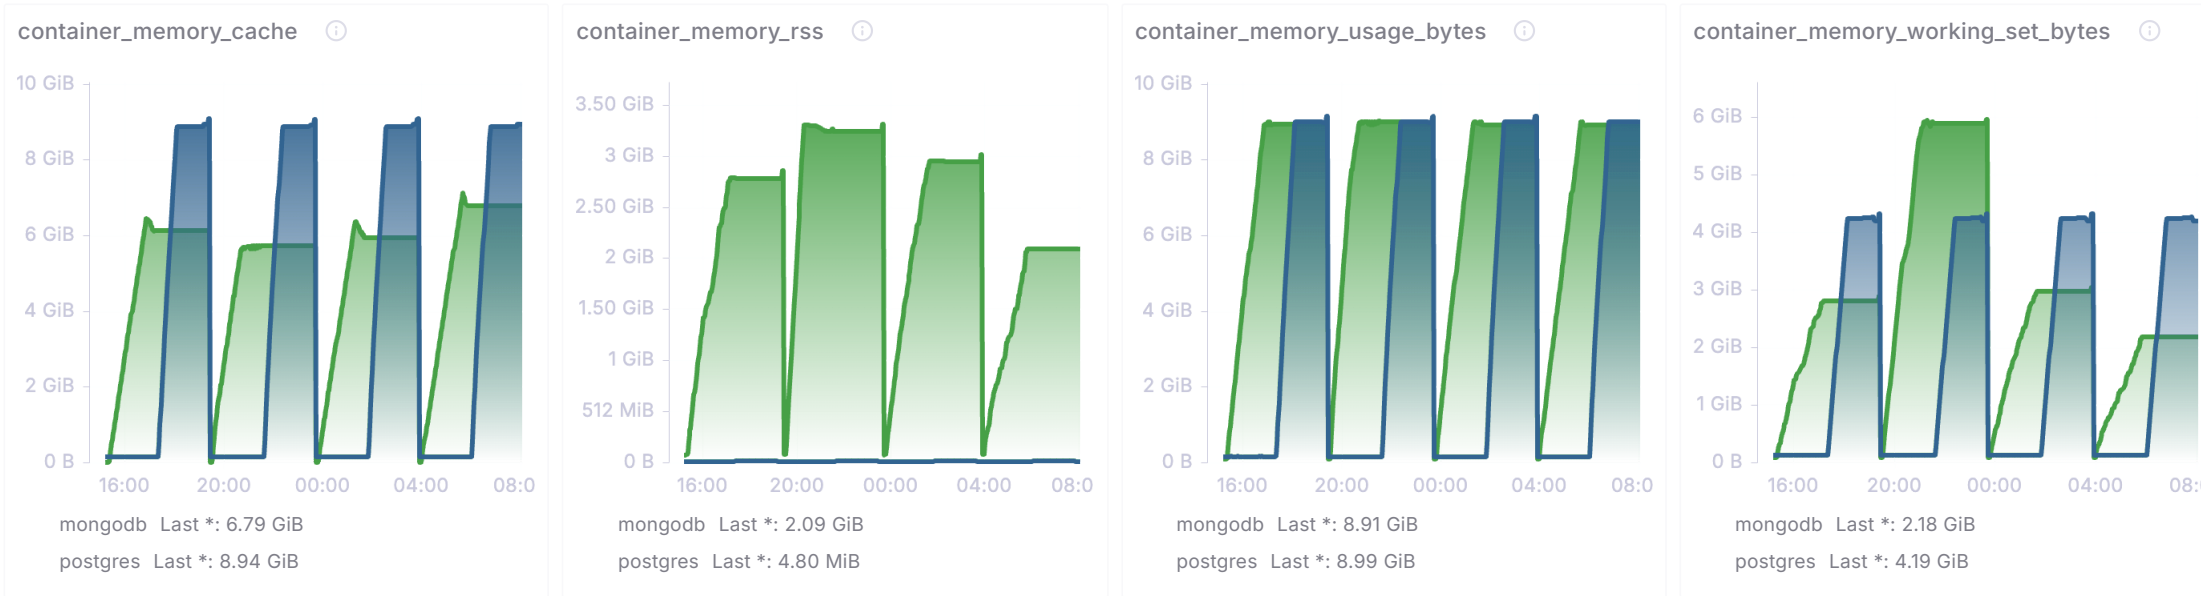 container_memory_cache
10 GiB
8 GiB
6 GiB
4 GiB
2 GiB
0 B
16:00 20:00 00:00 04:00 08:0
mongodb Last *: 6.79 GiB
postgres Last *: 8.94 GiB
container_memory_rss
3.50 GiB
3 GiB
2.50 GiB
2 GiB
1.50 GiB
1 GiB
512 MiB
0 B
16:00 20:00 00:00 04:00 08:0
mongodb Last *: 2.09 GiB
postgres Last *: 4.80 MiB
container_memory_usage_bytes
10 GiB
8 GiB
6 GiB
4 GiB
2 GiB
0 B
16:00 20:00 00:00 04:00 08:0
mongodb Last *: 8.91 GiB
postgres Last *: 8.99 GiB
container_memory_working_set_bytes
6 GiB
5 GiB
4 GiB
3 GiB
2 GiB
1 GiB
0 B
16:00 20:00 00:00 04:00 08:
mongodb Last *: 2.18 GiB
postgres Last *: 4.19 GiB